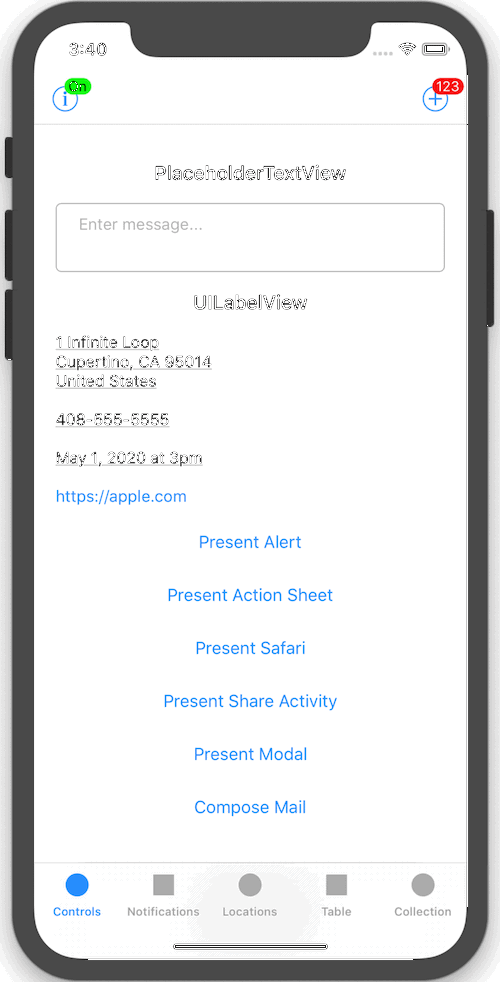 3:40
On
123
PlaceholderTextView
Enter message...
UILabelView
1 Infinite Loop
Cupertino, CA 95014
United States
408-555-5555
May 1, 2020 at 3pm
https://apple.com
Present Alert
Present Action Sheet
Present Safari
Present Share Activity
Present Modal
Compose Mail
Controls
Notifications
Locations
Table
Collection